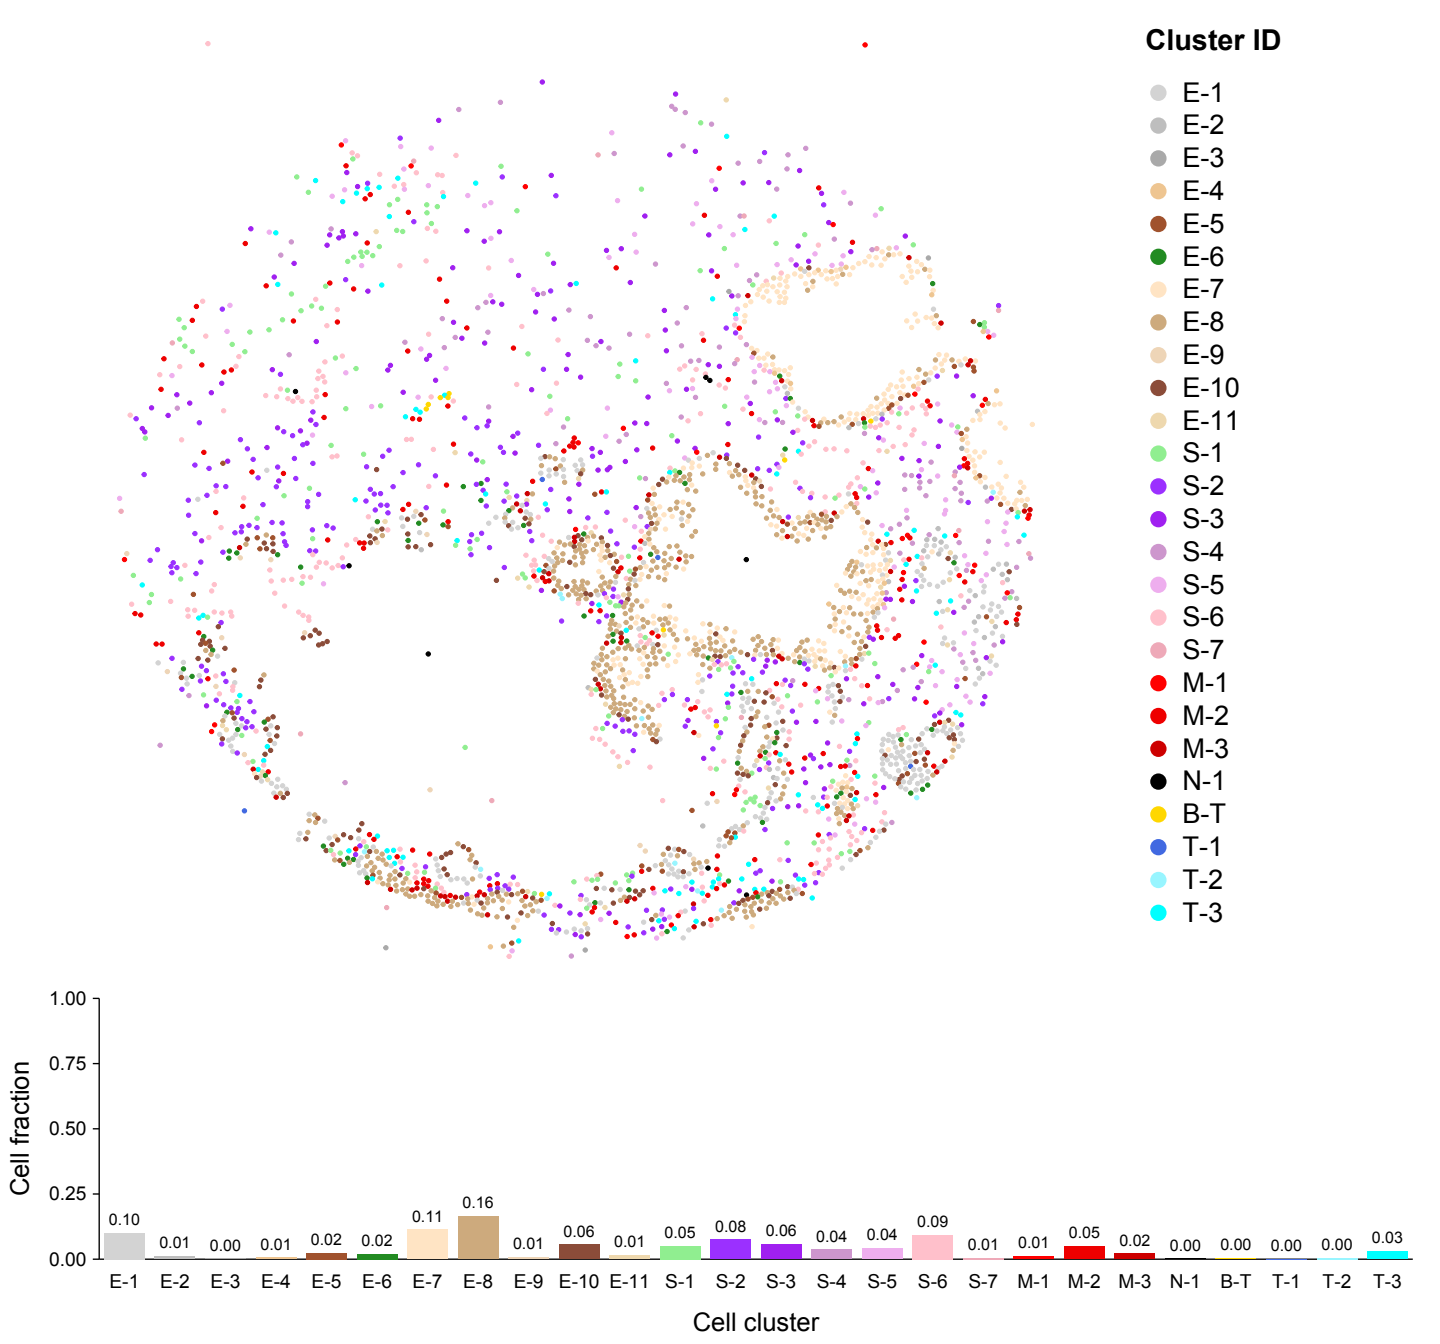 Cluster ID
E-1
E-2
E-3
E-4
E-5
E-6
E-7
E-8
E-9
E-10
E-11
S-1
S-2
S-3
S-4
S-5
S-6
S-7
M-1
M-2
M-3
N-1
B-T
T-1
T-2
T-3
1.00
0.75
0.50
0.25
0.00
Cell fraction
0.10 0.01 0.00 0.01 0.02 0.02 0.11 0.16 0.01 0.06 0.01 0.05 0.08 0.06 0.04 0.04 0.09 0.01 0.01 0.05 0.02 0.00 0.00 0.00 0.00 0.03
E-1 E-2 E-3 E-4 E-5 E-6 E-7 E-8 E-9 E-10 E-11 S-1 S-2 S-3 S-4 S-5 S-6 S-7 M-1 M-2 M-3 N-1 B-T T-1 T-2 T-3
Cell cluster